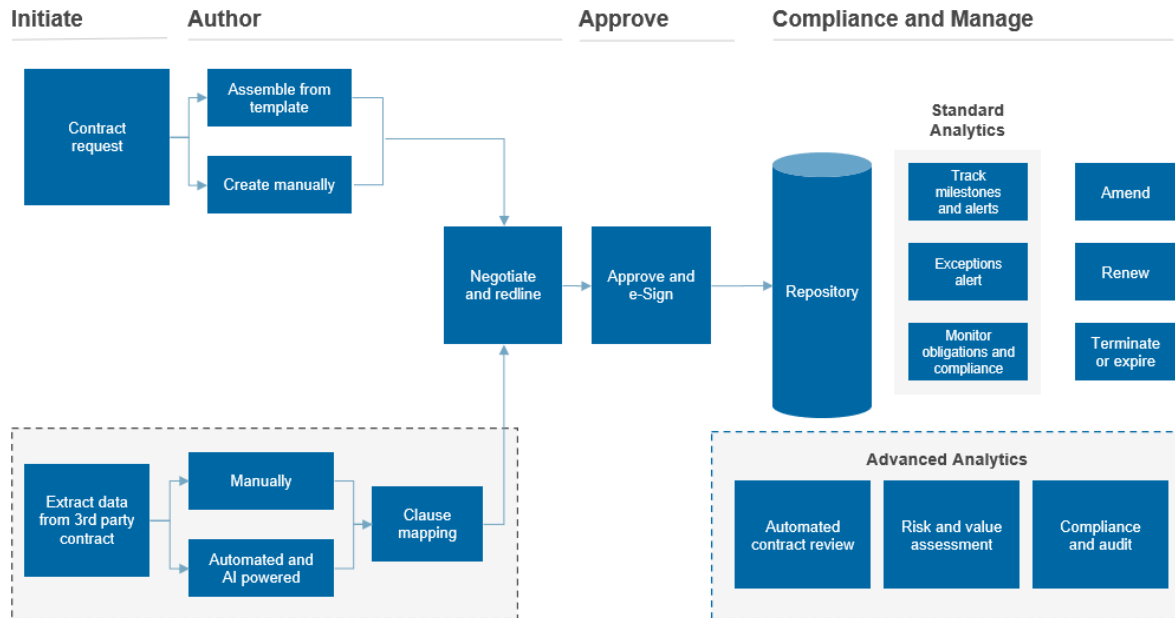 Initiate
Author
Approve
Compliance and Manage
Contract
request
Assemble from
template
Create manually
Negotiate
and redline
Approve and
e-Sign
Repository
Standard
Analytics
Track
milestones
and alerts
Exceptions
alert
Monitor
obligations and
compliance
Amend
Renew
Terminate
or expire
Extract data
from 3rd party
contract
Manually
Automated and
AI powered
Clause
mapping
Advanced Analytics
Automated
contract review
Risk and value
assessment
Compliance
and audit